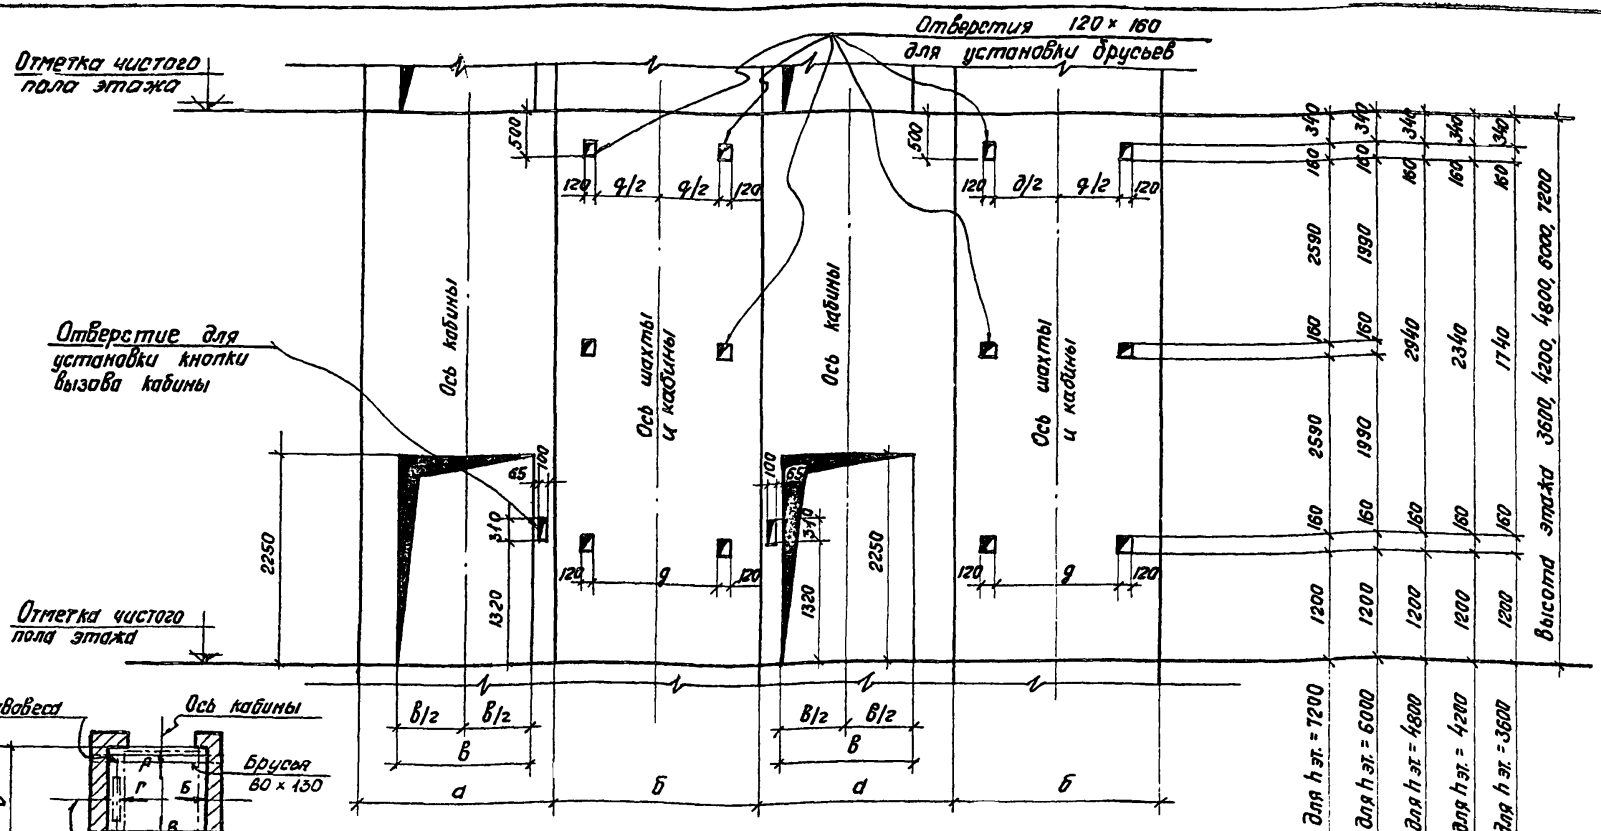 Отверстия 120 × 160
для установки брусьев
Отметка чистого
пола этажа
500
500
340
340
340
340
340
160
160
160
160
160
120
д/2
д/2
120
120
д/2
д/2
120
2590
1990
Ось кабины
Ось шахты
и кабины
Ось кабины
Ось шахты
и кабины
Отверстие для
установки кнопки
вызова кабины
160
160
2940
2340
1740
Высота этажа 3600, 4200, 4800, 6000, 7200
2590
1990
100
65
100
65
310
310
160
160
160
160
160
2250
2250
120
д
120
120
д
120
1320
1320
1200
1200
1200
1200
1200
Отметка чистого
пола этажа
в/2
в/2
в/2
в/2
в
в
а
б
а
б
для h эт. = 7200
для h эт. = 6000
для h эт. = 4800
для h эт. = 4200
для h эт. = 3600
Ось кабины
Брусья
80 × 130
А
Г
Б
В